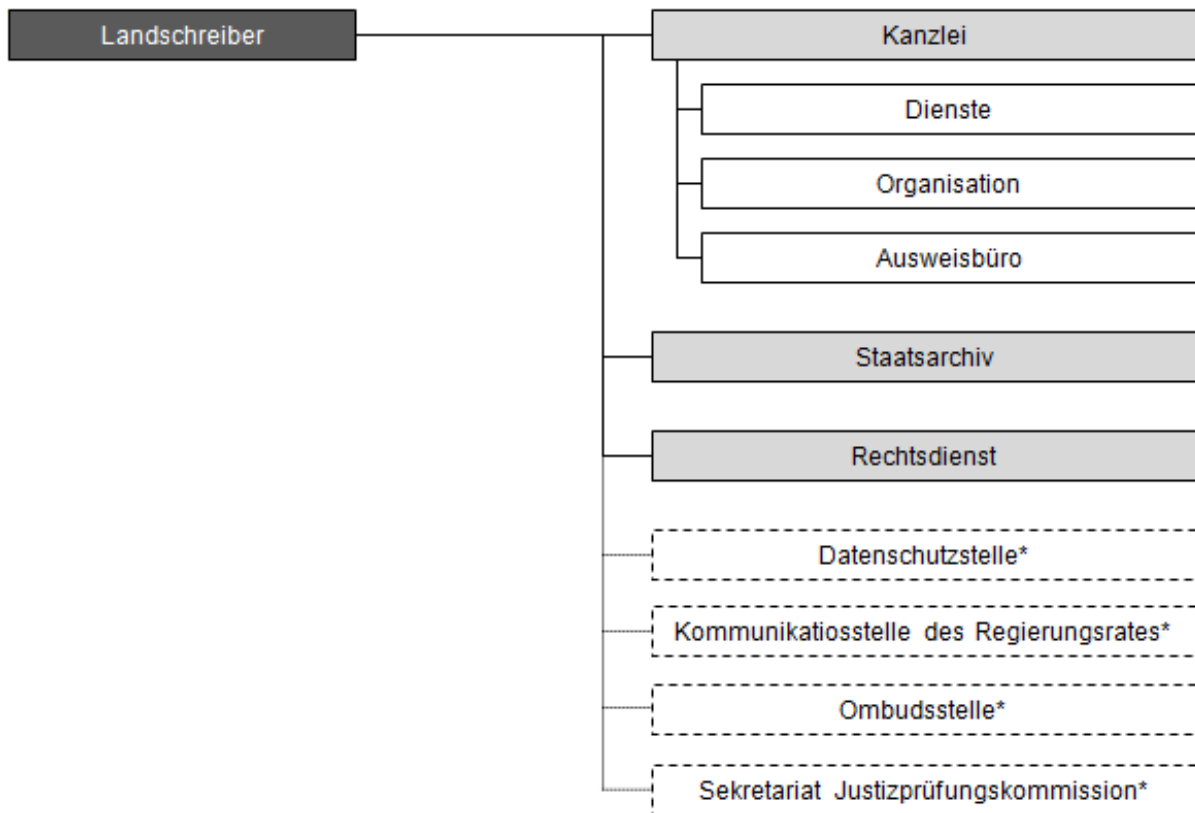 Landschreiber
Kanzlei
Dienste
Organisation
Ausweisbüro
Staatsarchiv
Rechtsdienst
Datenschutzstelle*
Kommunikatiosstelle des Regierungsrates*
Ombudsstelle*
Sekretariat Justizprüfungskommission*